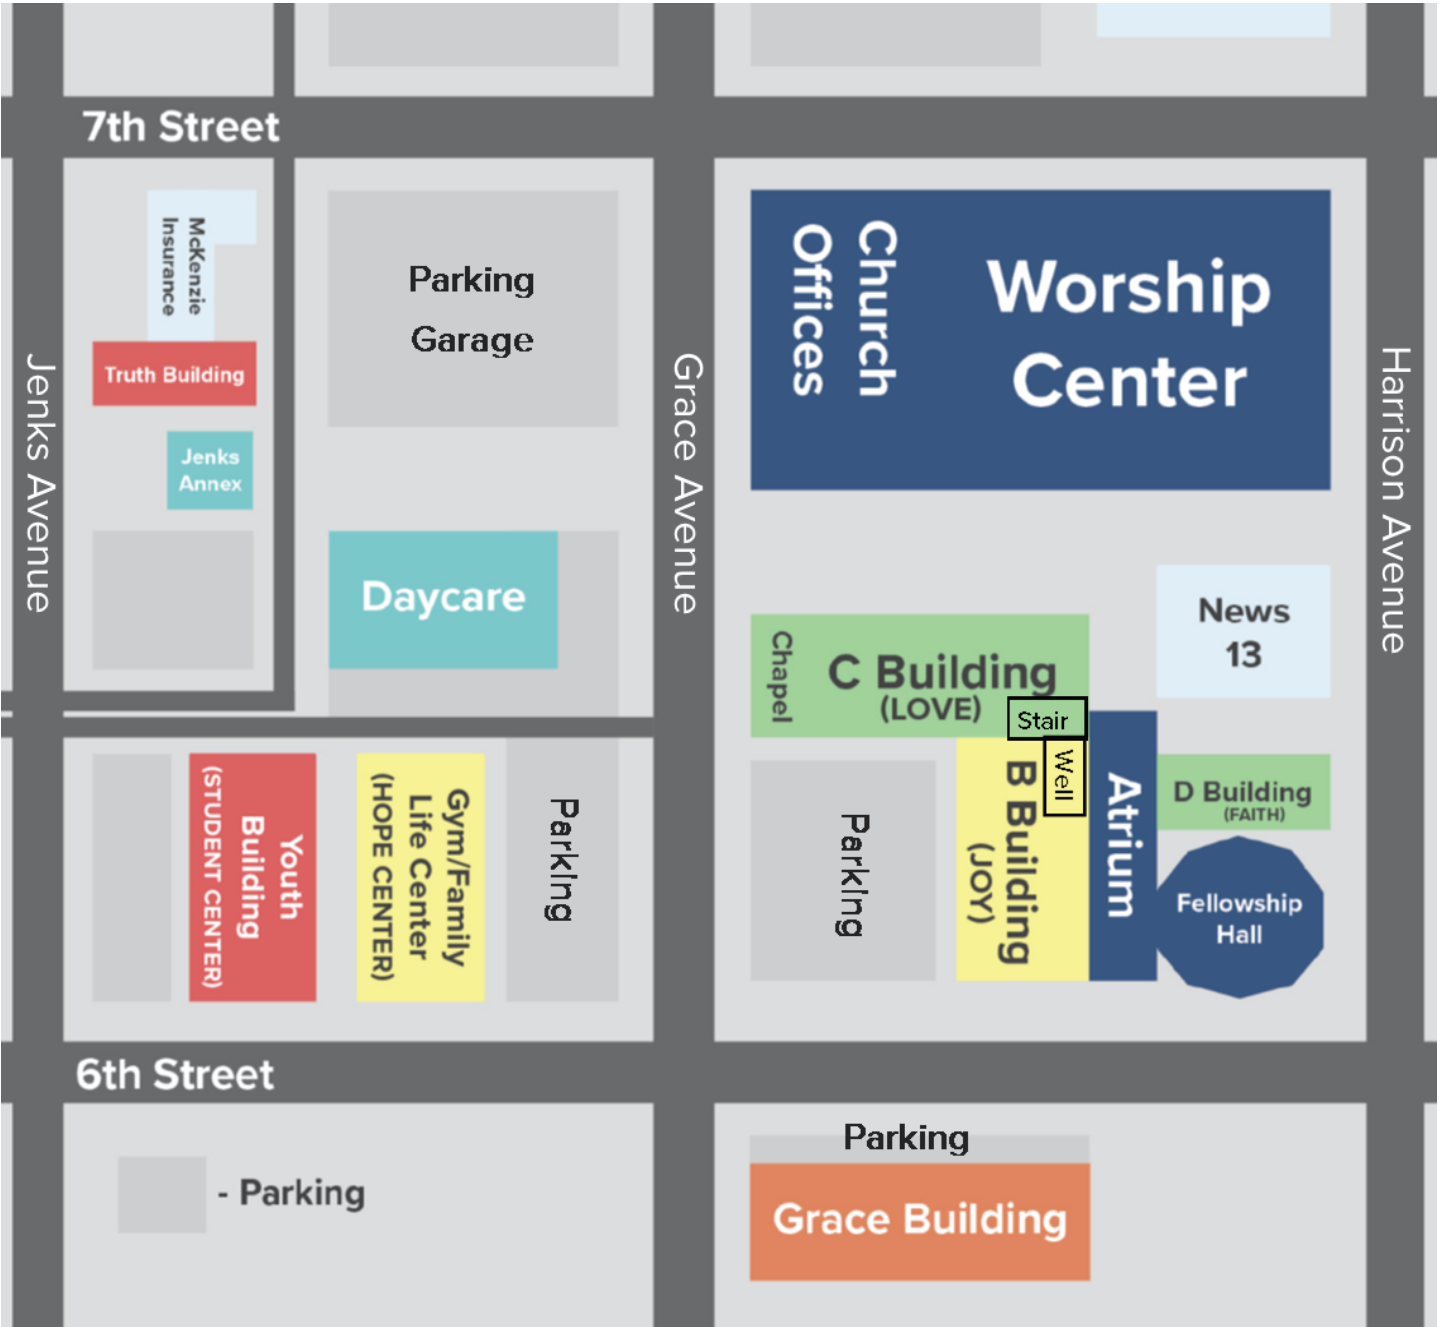 7th Street
McKenzie
Insurance
Truth Building
Jenks
Annex
Jenks Avenue
Parking
Garage
Daycare
Grace Avenue
Church
Offices
Worship
Center
Harrison Avenue
News
13
Chapel
C Building
(LOVE)
Stair
Well
B Building
(JOY)
Atrium
D Building
(FAITH)
Fellowship
Hall
Parking
Youth
Building
(STUDENT CENTER)
Gym/Family
Life Center
(HOPE CENTER)
Parking
6th Street
- Parking
Parking
Grace Building